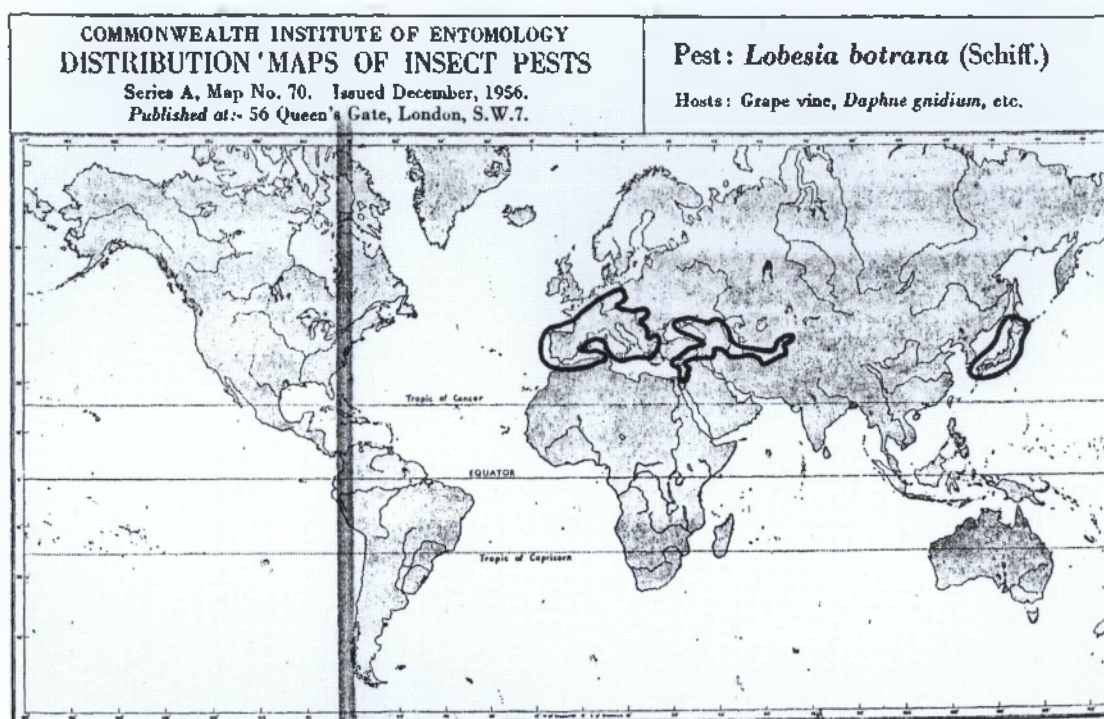 COMMONWEALTH INSTITUTE OF ENTOMOLOGY
DISTRIBUTION MAPS OF INSECT PESTS
Series A, Map No. 70. Issued December, 1956.
Published at:- 56 Queen's Gate, London, S.W.7.
Pest: Lobesia botrana (Schiff.)
Hosts: Grape vine, Daphne gnidium, etc.
Tropic of Cancer
EQUATOR
Tropic of Capricorn